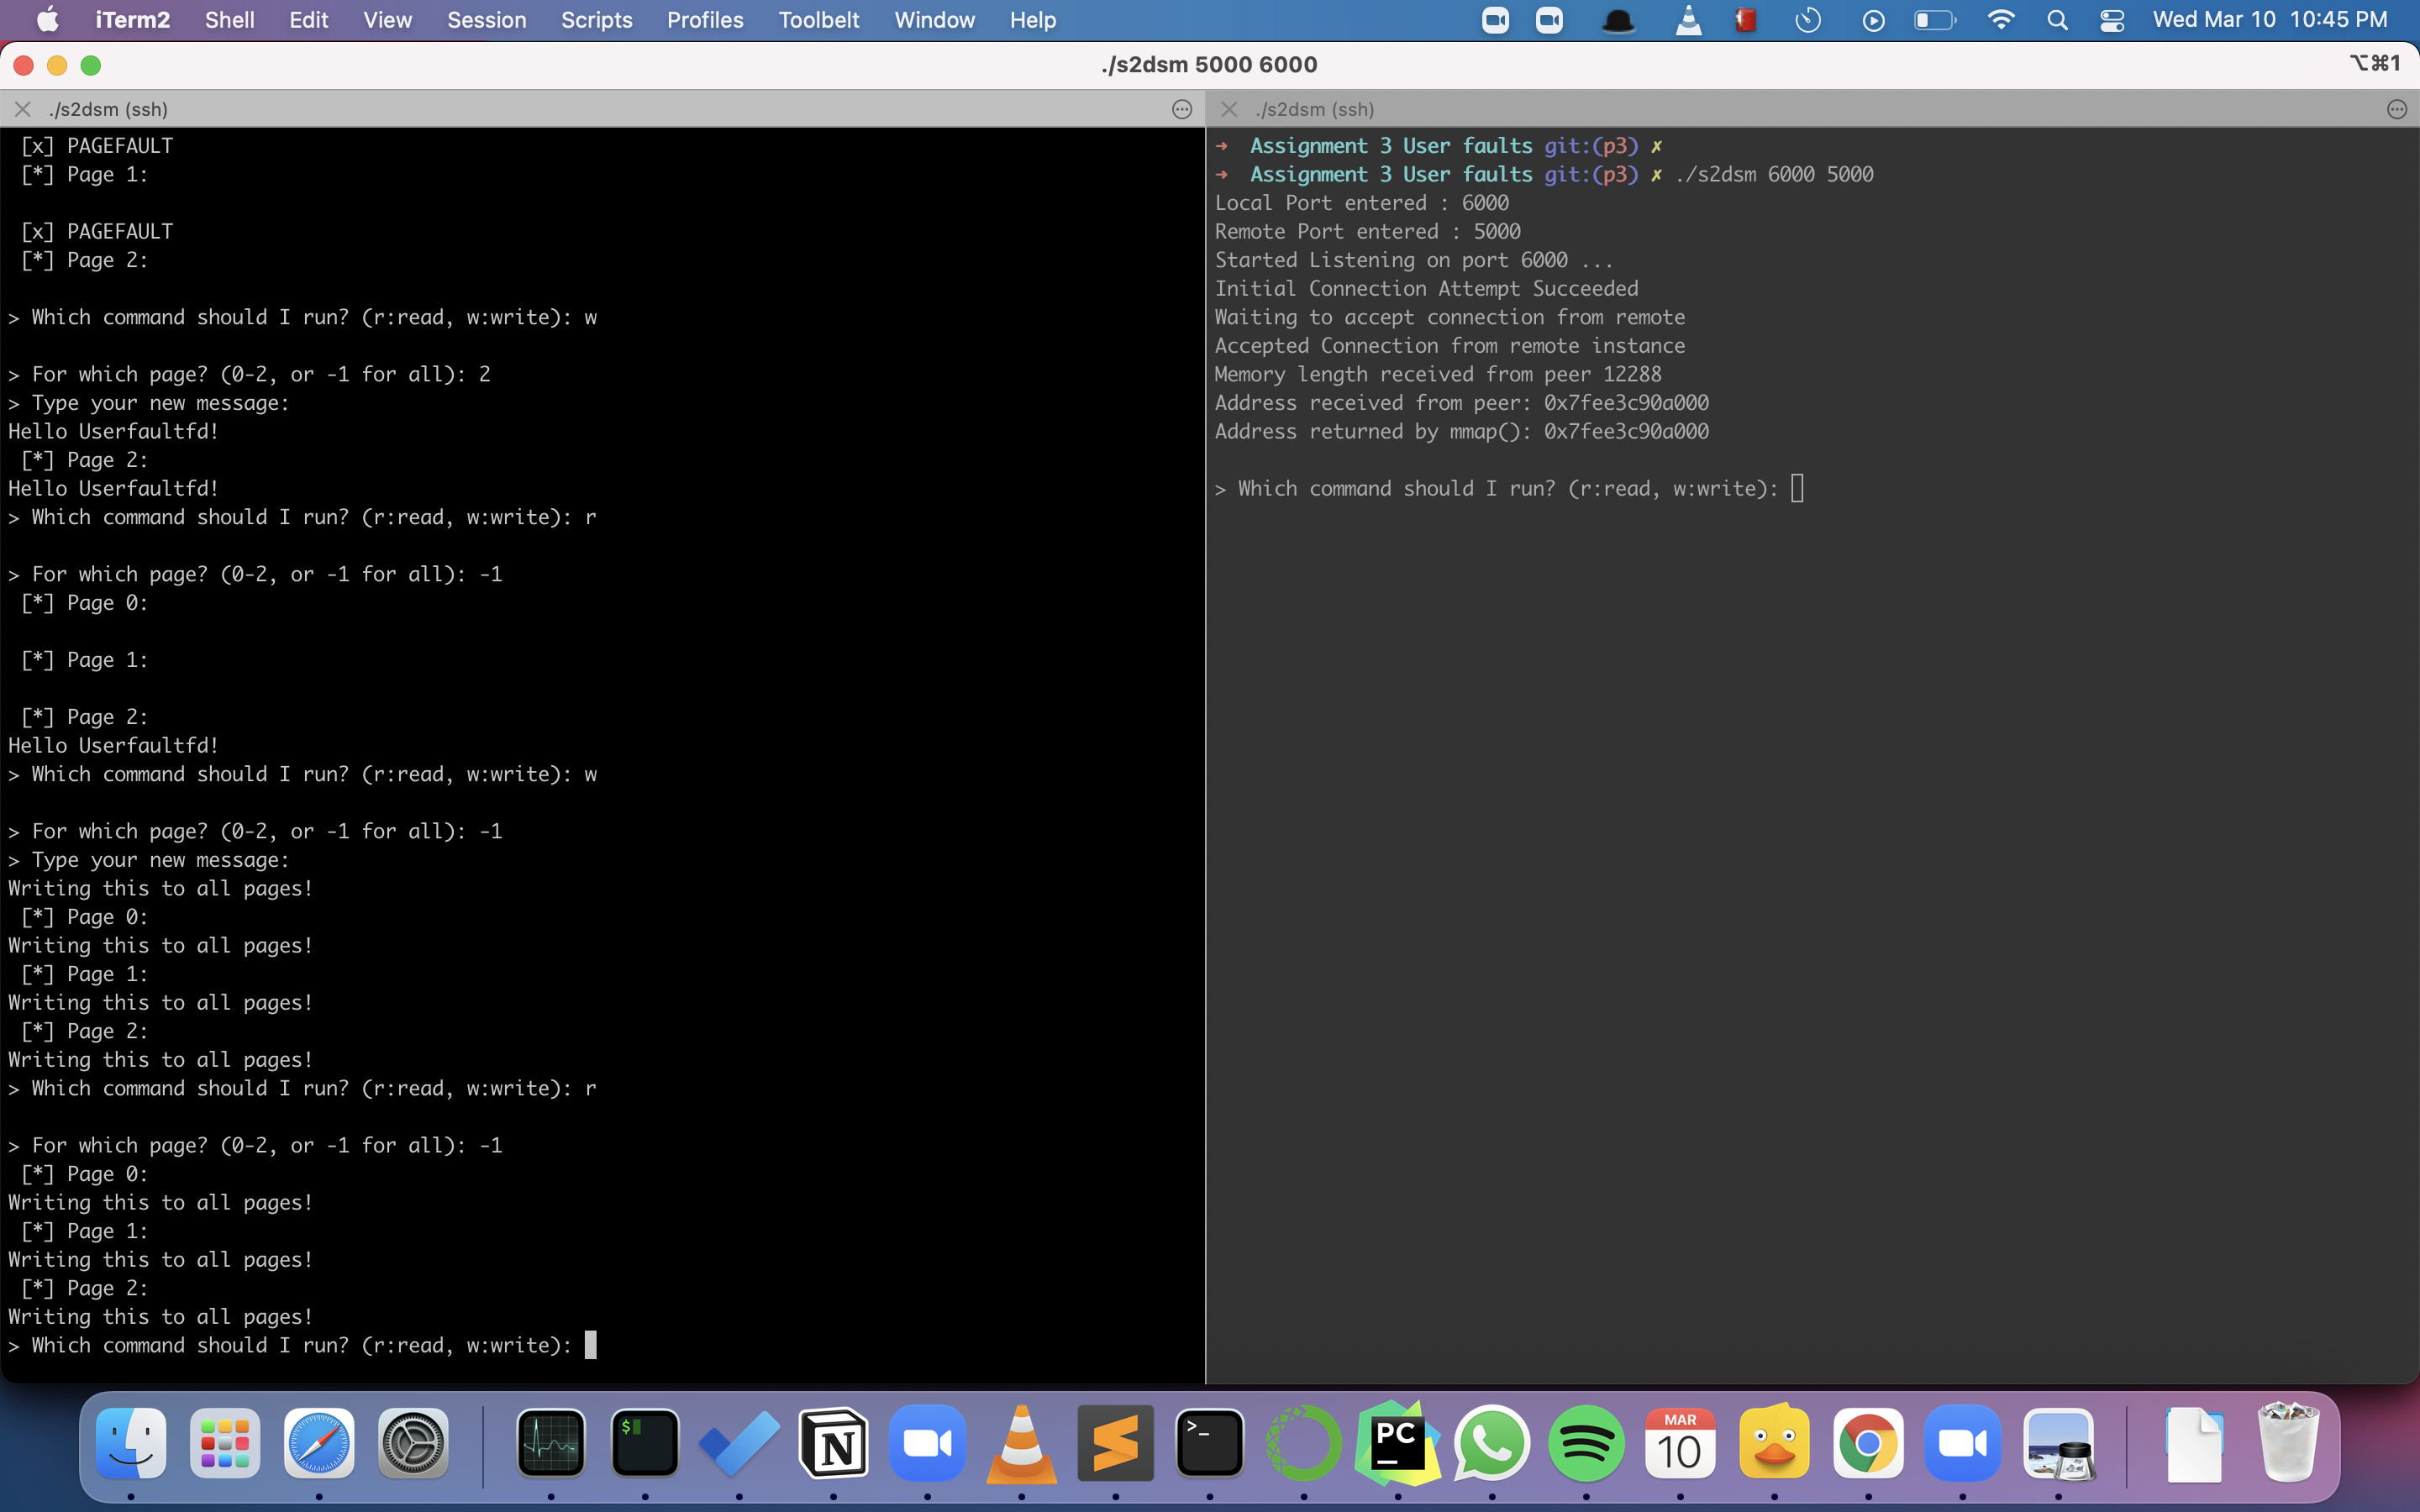 iTerm2 Shell Edit View Session Scripts Profiles Toolbelt Window Help Wed Mar 10 10:45 PM
./s2dsm 5000 6000 ⌥⌘1
./s2dsm (ssh)
[x] PAGEFAULT
[*] Page 1:
[x] PAGEFAULT
[*] Page 2:
> Which command should I run? (r:read, w:write): w
> For which page? (0-2, or -1 for all): 2
> Type your new message:
Hello Userfaultfd!
[*] Page 2:
Hello Userfaultfd!
> Which command should I run? (r:read, w:write): r
> For which page? (0-2, or -1 for all): -1
[*] Page 0:
[*] Page 1:
[*] Page 2:
Hello Userfaultfd!
> Which command should I run? (r:read, w:write): w
> For which page? (0-2, or -1 for all): -1
> Type your new message:
Writing this to all pages!
[*] Page 0:
Writing this to all pages!
[*] Page 1:
Writing this to all pages!
[*] Page 2:
Writing this to all pages!
> Which command should I run? (r:read, w:write): r
> For which page? (0-2, or -1 for all): -1
[*] Page 0:
Writing this to all pages!
[*] Page 1:
Writing this to all pages!
[*] Page 2:
Writing this to all pages!
> Which command should I run? (r:read, w:write):
./s2dsm (ssh)
→ Assignment 3 User faults git:(p3) ✗
→ Assignment 3 User faults git:(p3) ✗ ./s2dsm 6000 5000
Local Port entered : 6000
Remote Port entered : 5000
Started Listening on port 6000 ...
Initial Connection Attempt Succeeded
Waiting to accept connection from remote
Accepted Connection from remote instance
Memory length received from peer 12288
Address received from peer: 0x7fee3c90a000
Address returned by mmap(): 0x7fee3c90a000
> Which command should I run? (r:read, w:write):
$
N
>_
PC
MAR
10